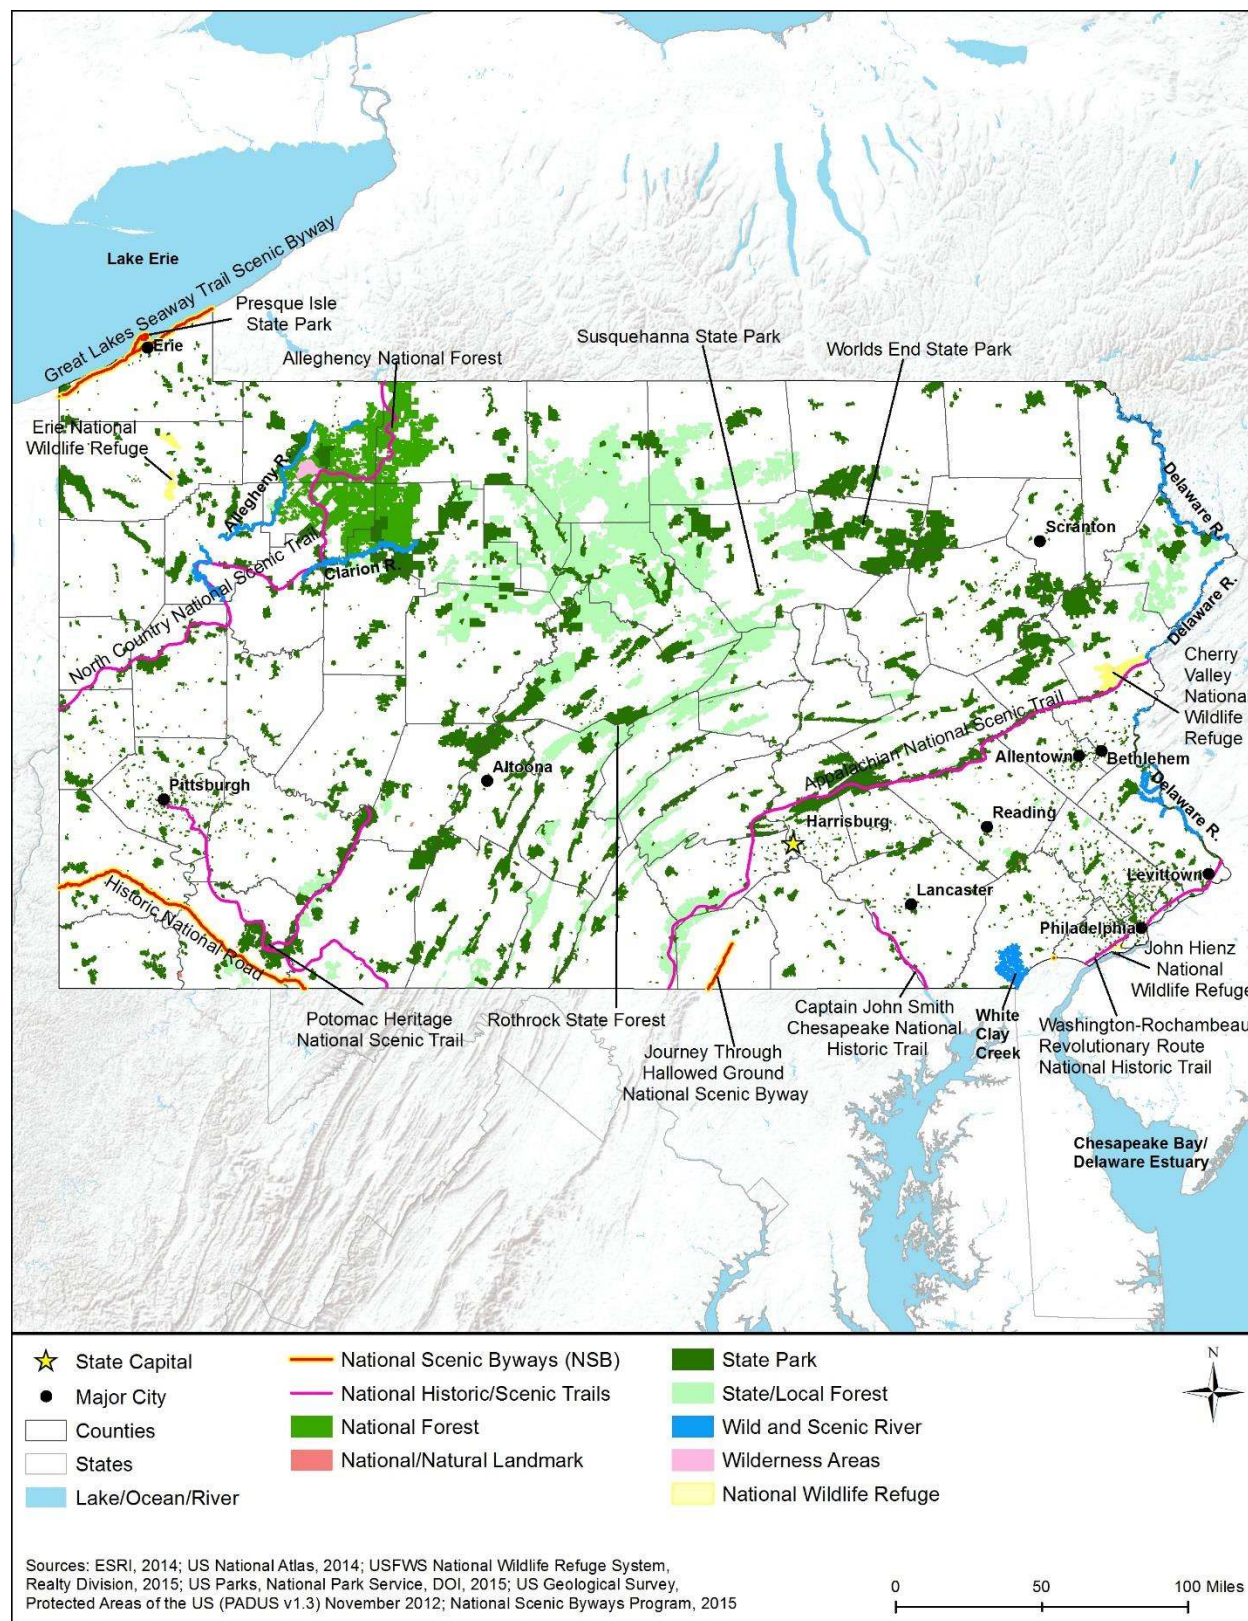 Lake Erie
Great Lakes Seaway Trail Scenic Byway
Presque Isle
State Park
Erie
Alleghency National Forest
Susquehanna State Park
Worlds End State Park
Erie National
Wildlife Refuge
Allegheny R.
Delaware R.
Scranton
North Country National Scenic Trail
Clarion R.
Delaware R.
Cherry
Valley
National
Wildlife
Refuge
Appalachian National Scenic Trail
Allentown
Bethlehem
Altoona
Pittsburgh
Delaware R.
Harrisburg
Reading
Levittown
Historic National Road
Lancaster
Philadelphia
John Hienz
National
Wildlife Refuge
Potomac Heritage
National Scenic Trail
Rothrock State Forest
Journey Through
Hallowed Ground
National Scenic Byway
Captain John Smith
Chesapeake National
Historic Trail
White
Clay
Creek
Washington-Rochambeau
Revolutionary Route
National Historic Trail
Chesapeake Bay/
Delaware Estuary
State Capital
Major City
Counties
States
Lake/Ocean/River
National Scenic Byways (NSB)
National Historic/Scenic Trails
National Forest
National/Natural Landmark
State Park
State/Local Forest
Wild and Scenic River
Wilderness Areas
National Wildlife Refuge
N
Sources: ESRI, 2014; US National Atlas, 2014; USFWS National Wildlife Refuge System,
Realty Division, 2015; US Parks, National Park Service, DOI, 2015; US Geological Survey,
Protected Areas of the US (PADUS v1.3) November 2012; National Scenic Byways Program, 2015
0 50 100 Miles